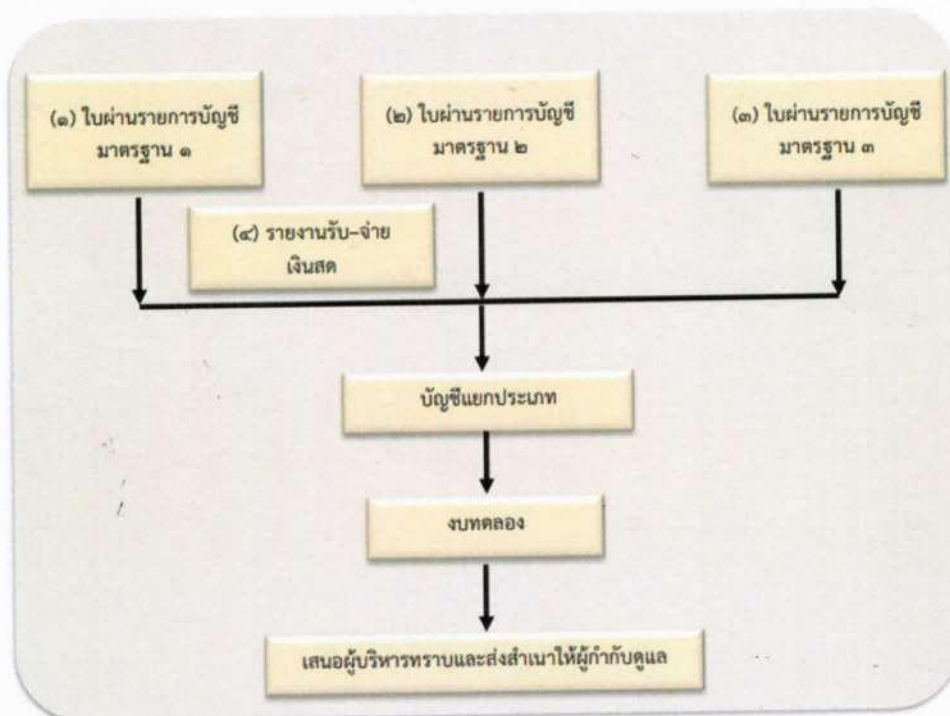 (๑) ใบผ่านรายการบัญชี
มาตรฐาน ๑
(๒) ใบผ่านรายการบัญชี
มาตรฐาน ๒
(๓) ใบผ่านรายการบัญชี
มาตรฐาน ๓
(๔) รายงานรับ-จ่าย
เงินสด
บัญชีแยกประเภท
งบทดลอง
เสนอผู้บริหารทราบและส่งสำเนาให้ผู้กำกับดูแล